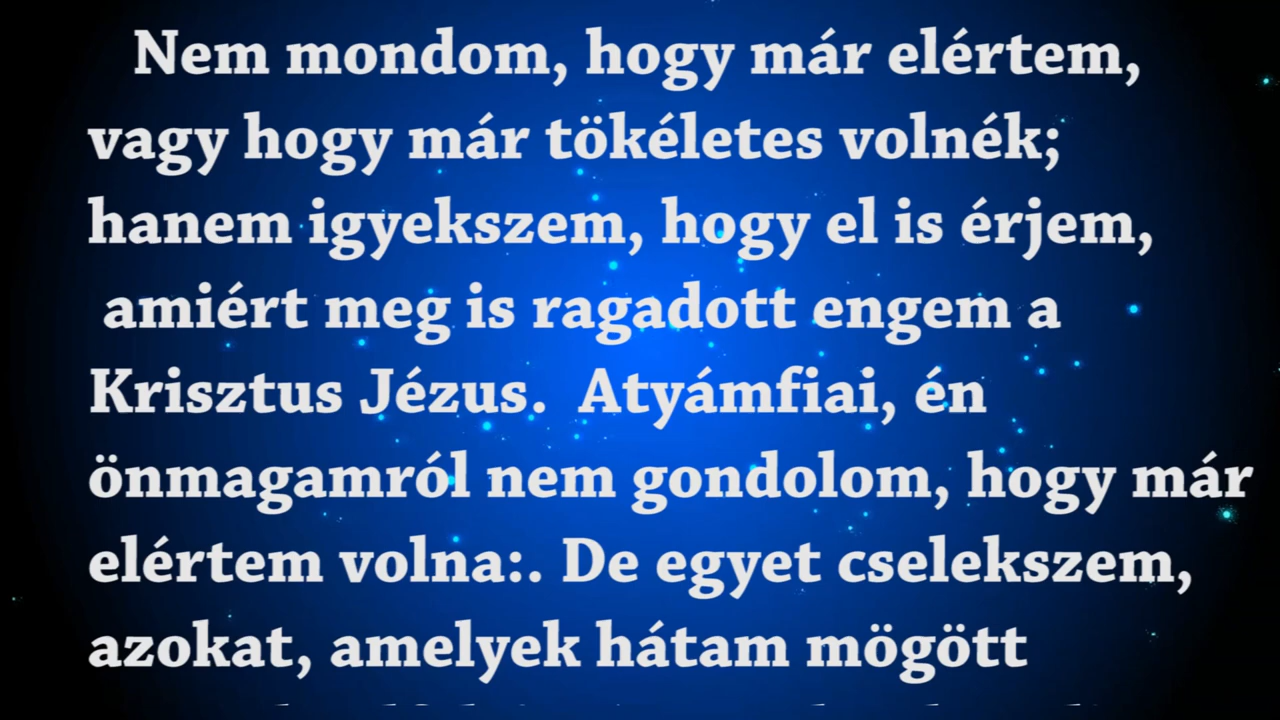 Nem mondom, hogy már elértem,
vagy hogy már tökéletes volnék;
hanem igyekszem, hogy el is érjem,
amiért meg is ragadott engem a
Krisztus Jézus. Atyámfiai, én
önmagamról nem gondolom, hogy már
elértem volna:. De egyet cselekszem,
azokat, amelyek hátam mögött